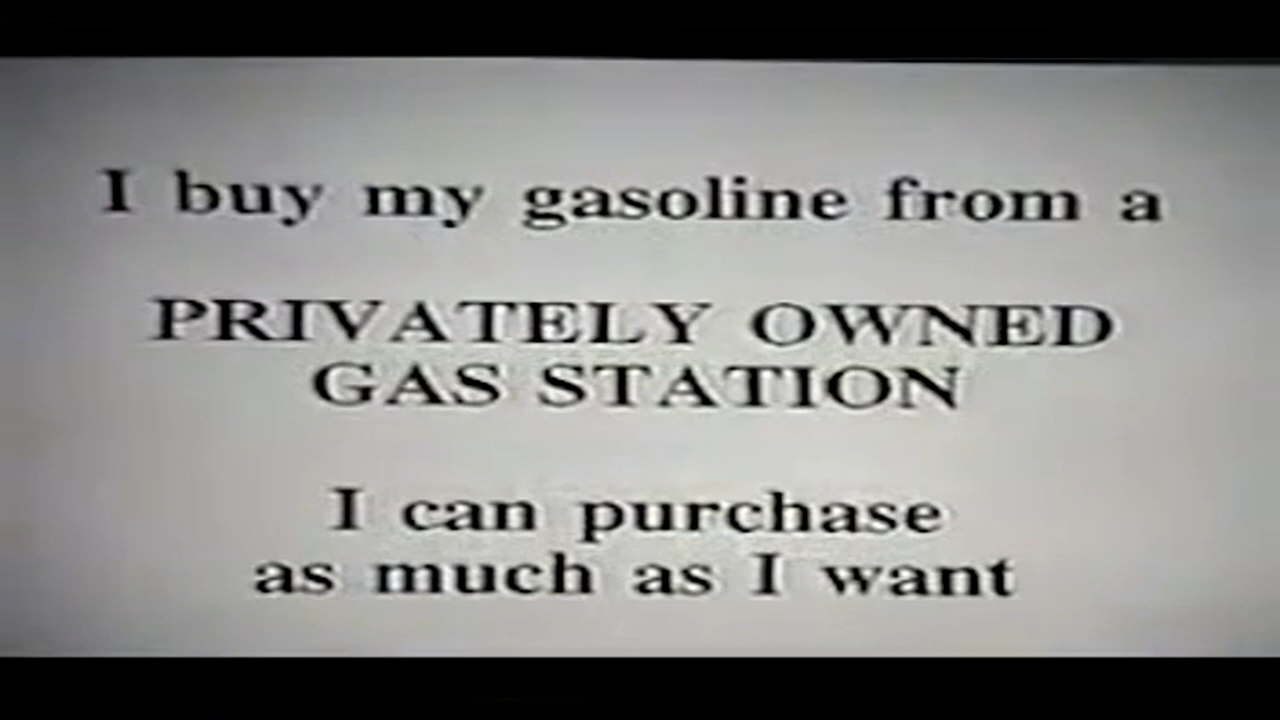 I buy my gasoline from a
PRIVATELY OWNED
GAS STATION
I can purchase
as much as I want